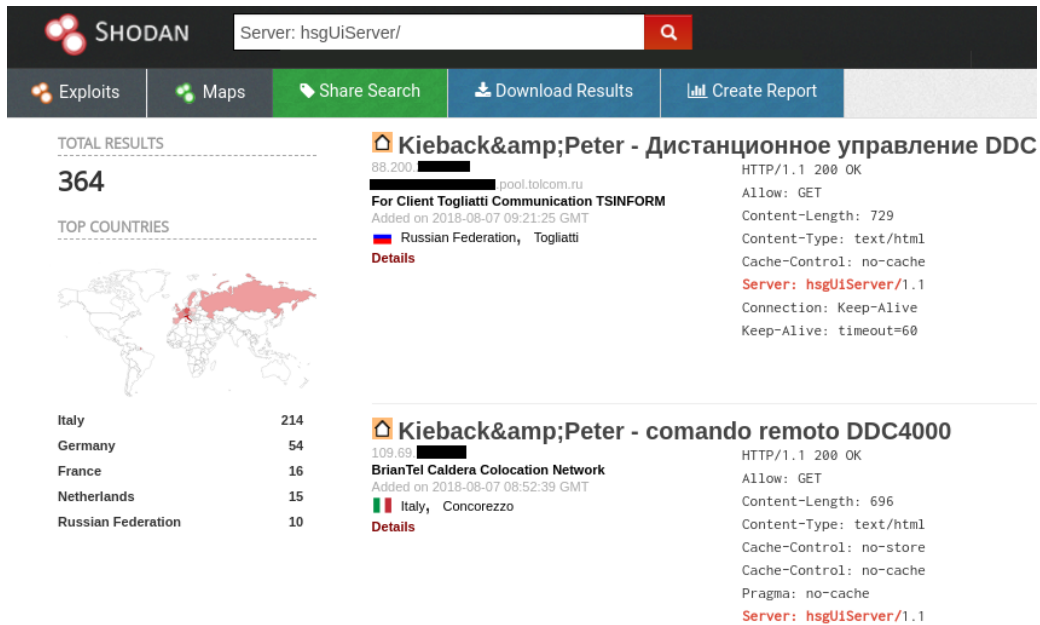 SHODAN
Server: hsgUiServer/
Exploits
Maps
Share Search
Download Results
Create Report
TOTAL RESULTS
364
TOP COUNTRIES
Italy 214
Germany 54
France 16
Netherlands 15
Russian Federation 10
Kieback&amp;Peter - Дистанционное управление DDC
88.200.
.pool.tolcom.ru
For Client Togliatti Communication TSINFORM
Added on 2018-08-07 09:21:25 GMT
Russian Federation, Togliatti
Details
HTTP/1.1 200 OK
Allow: GET
Content-Length: 729
Content-Type: text/html
Cache-Control: no-cache
Server: hsgUiServer/1.1
Connection: Keep-Alive
Keep-Alive: timeout=60
Kieback&amp;Peter - comando remoto DDC4000
109.69.
BrianTel Caldera Colocation Network
Added on 2018-08-07 08:52:39 GMT
Italy, Concorezzo
Details
HTTP/1.1 200 OK
Allow: GET
Content-Length: 696
Content-Type: text/html
Cache-Control: no-store
Cache-Control: no-cache
Pragma: no-cache
Server: hsgUiServer/1.1